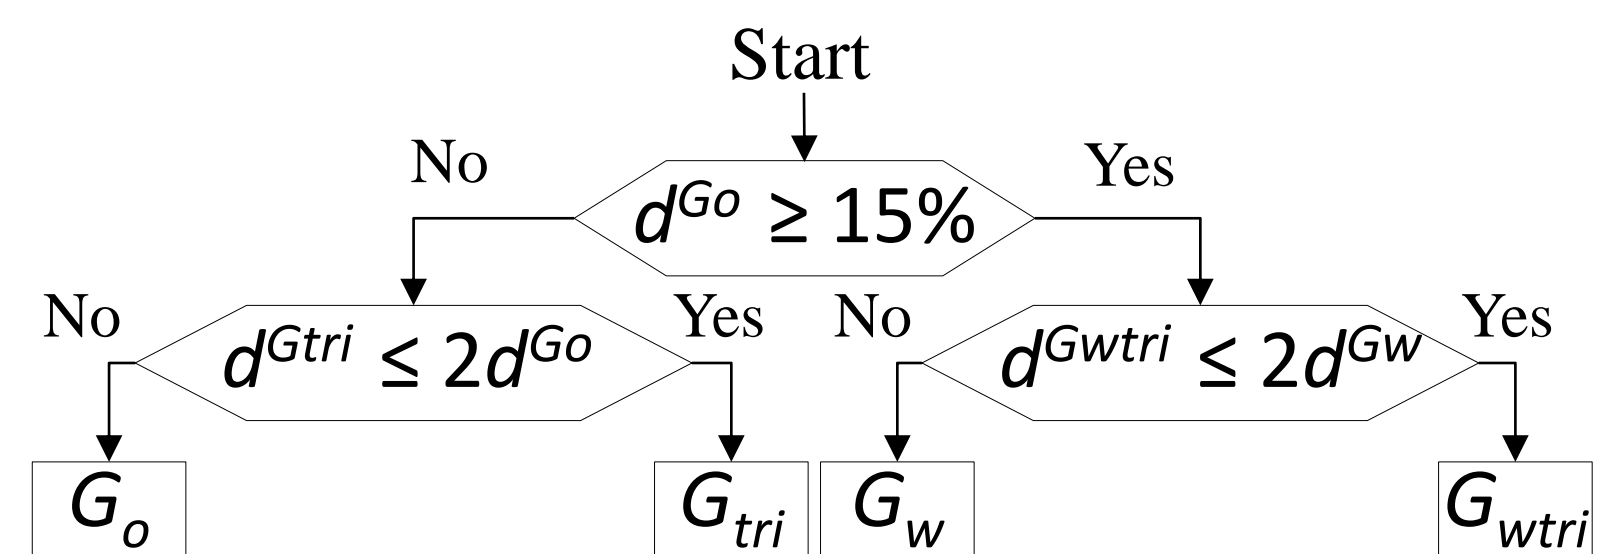 Start
No
Yes
d^Go ≥ 15%
No
Yes
No
Yes
d^Gtri ≤ 2d^Go
d^Gwtri ≤ 2d^Gw
G_o
G_tri
G_w
G_wtri